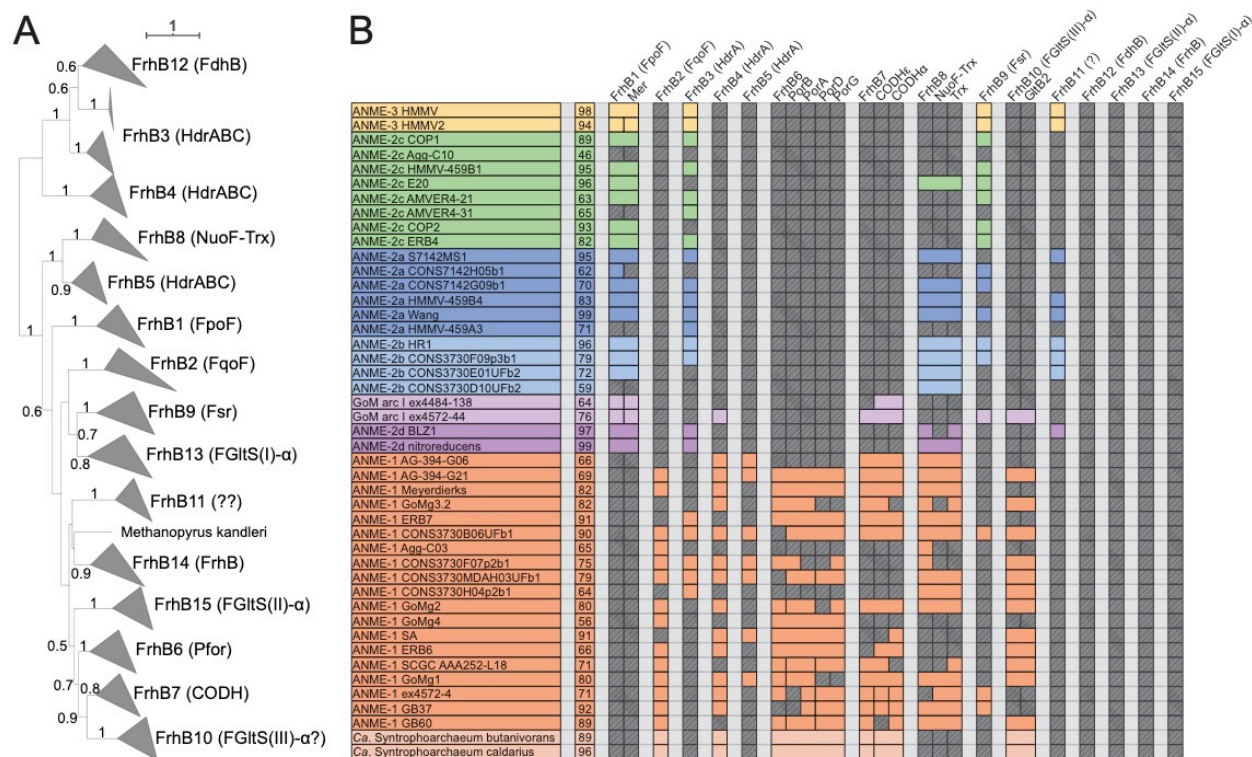 A
1
FrhB12 (FdhB)
0.6
0.6
1
FrhB3 (HdrABC)
1
FrhB4 (HdrABC)
1
FrhB8 (NuoF-Trx)
1
FrhB5 (HdrABC)
0.9
FrhB1 (FpoF)
1
1
FrhB2 (FqoF)
1
0.6
FrhB9 (Fsr)
1
0.7
FrhB13 (FGltS(I)-α)
0.8
FrhB11 (??)
1
Methanopyrus kandleri
FrhB14 (FrhB)
0.9
FrhB15 (FGltS(II)-α)
1
0.5
FrhB6 (Pfor)
1
0.7
0.8
FrhB7 (CODH)
0.9
FrhB10 (FGltS(III)-α?)
1
B
FrhB1 (FpoF)
Mer
FrhB2 (FqoF)
FrhB3 (HdrA)
FrhB4 (HdrA)
FrhB5 (HdrA)
FrhB6
PorB
PorA
PorD
PorG
FrhB7
CODHε
CODHα
FrhB8
NuoF-Trx
Trx
FrhB9 (Fsr)
FrhB10 (FGltS(III)-α)
GltB2
FrhB11 (?)
FrhB12 (FdhB)
FrhB13 (FGltS(II)-α)
FrhB14 (FrhB)
FrhB15 (FGltS(I)-α)
ANME-3 HMMV 98
ANME-3 HMMV2 94
ANME-2c COP1 89
ANME-2c Agg-C10 46
ANME-2c HMMV-459B1 95
ANME-2c E20 96
ANME-2c AMVER4-21 63
ANME-2c AMVER4-31 65
ANME-2c COP2 93
ANME-2c ERB4 82
ANME-2a S7142MS1 95
ANME-2a CONS7142H05b1 62
ANME-2a CONS7142G09b1 70
ANME-2a HMMV-459B4 83
ANME-2a Wang 99
ANME-2a HMMV-459A3 71
ANME-2b HR1 96
ANME-2b CONS3730F09p3b1 79
ANME-2b CONS3730E01UFb2 72
ANME-2b CONS3730D10UFb2 59
GoM arc I ex4484-138 64
GoM arc I ex4572-44 76
ANME-2d BLZ1 97
ANME-2d nitroreducens 99
ANME-1 AG-394-G06 66
ANME-1 AG-394-G21 69
ANME-1 Meyerdierks 82
ANME-1 GoMg3.2 82
ANME-1 ERB7 91
ANME-1 CONS3730B06UFb1 90
ANME-1 Agg-C03 65
ANME-1 CONS3730F07p2b1 75
ANME-1 CONS3730MDAH03UFb1 79
ANME-1 CONS3730H04p2b1 64
ANME-1 GoMg2 80
ANME-1 GoMg4 56
ANME-1 SA 91
ANME-1 ERB6 66
ANME-1 SCGC AAA252-L18 71
ANME-1 GoMg1 80
ANME-1 ex4572-4 71
ANME-1 GB37 92
ANME-1 GB60 89
Ca. Syntrophoarchaeum butanivorans 89
Ca. Syntrophoarchaeum caldarius 96